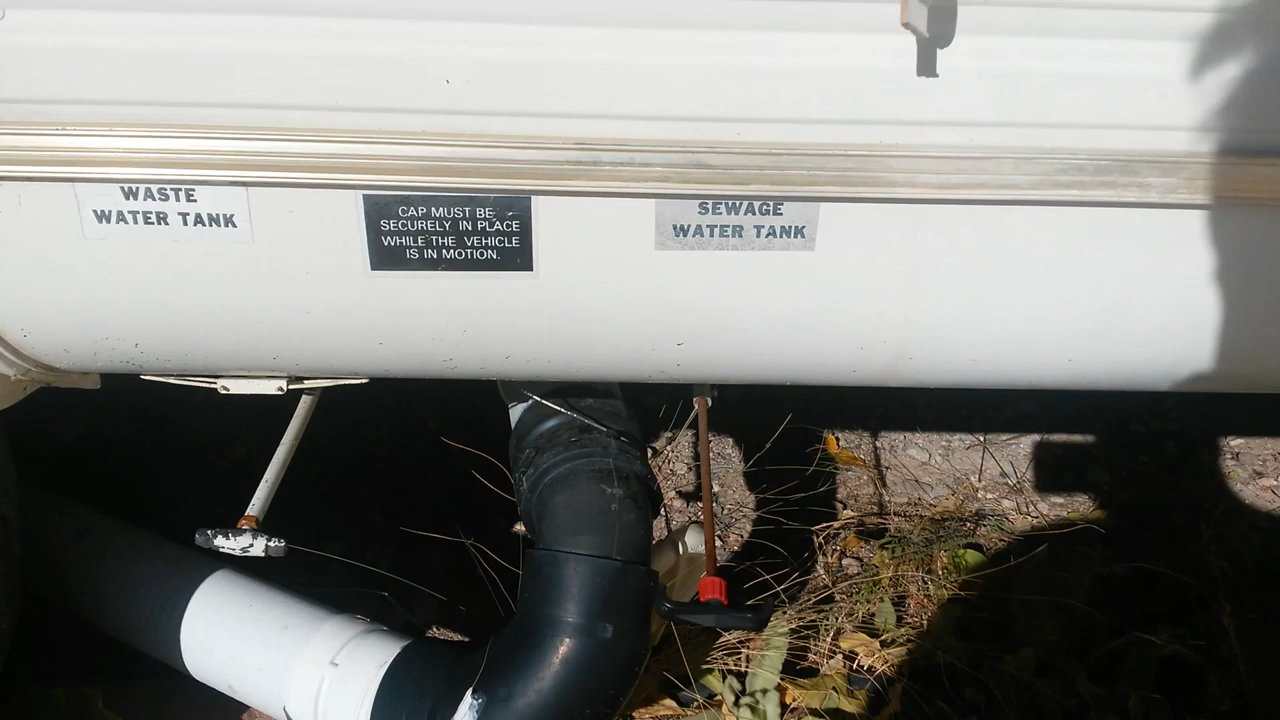 WASTE
WATER TANK
CAP MUST BE
SECURELY IN PLACE
WHILE THE VEHICLE
IS IN MOTION.
SEWAGE
WATER TANK